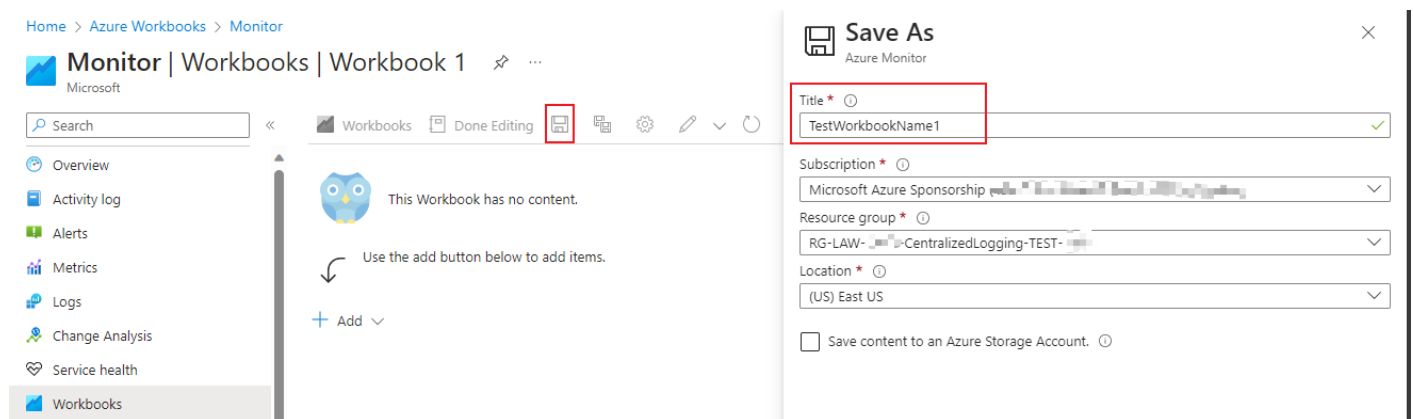 Home > Azure Workbooks > Monitor
Monitor | Workbooks | Workbook 1
Microsoft
Search
Workbooks Done Editing
Overview
Activity log
Alerts
Metrics
Logs
Change Analysis
Service health
Workbooks
This Workbook has no content.
Use the add button below to add items.
Add
Save As
Azure Monitor
Title *
TestWorkbookName1
Subscription *
Microsoft Azure Sponsorship
Resource group *
RG-LAW- -CentralizedLogging-TEST-
Location *
(US) East US
Save content to an Azure Storage Account.